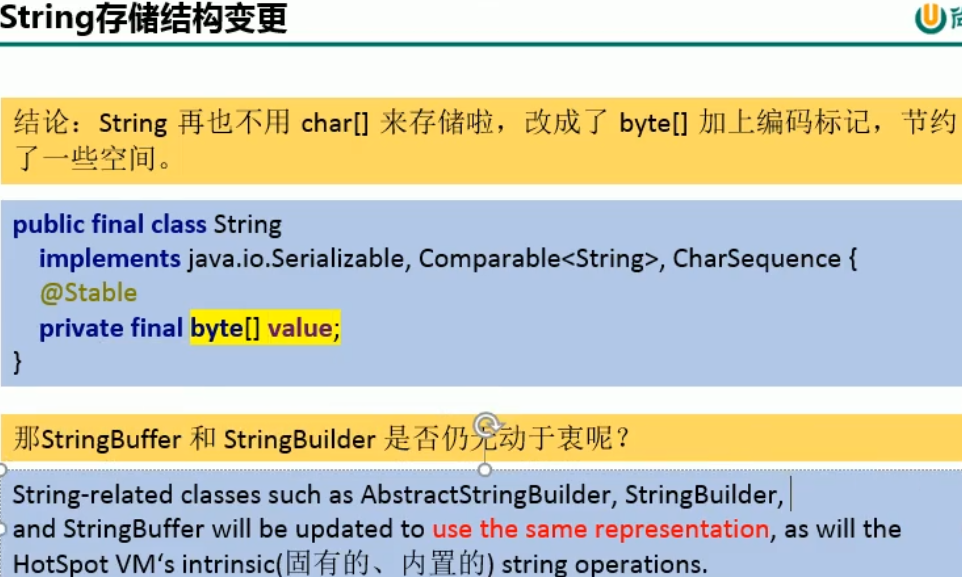 String存储结构变更
结论：String 再也不用 char[] 来存储啦，改成了 byte[] 加上编码标记，节约
了一些空间。
public final class String
implements java.io.Serializable, Comparable<String>, CharSequence {
@Stable
private final byte[] value;
}
那StringBuffer 和 StringBuilder 是否仍无动于衷呢？
String-related classes such as AbstractStringBuilder, StringBuilder,
and StringBuffer will be updated to use the same representation, as will the
HotSpot VM‘s intrinsic(固有的、内置的) string operations.